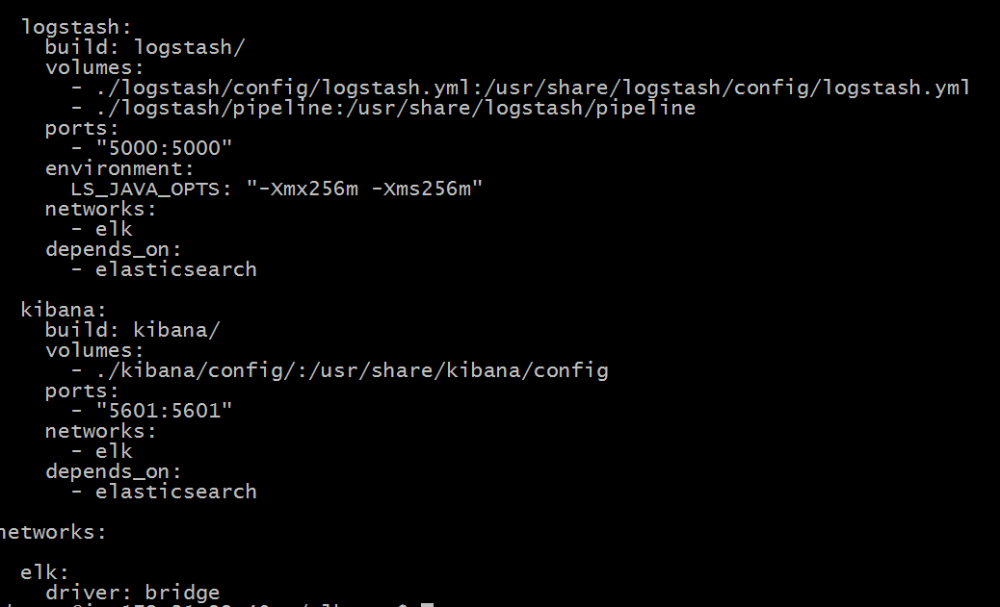 logstash:
build: logstash/
volumes:
- ./logstash/config/logstash.yml:/usr/share/logstash/config/logstash.yml
- ./logstash/pipeline:/usr/share/logstash/pipeline
ports:
- "5000:5000"
environment:
LS_JAVA_OPTS: "-Xmx256m -Xms256m"
networks:
- elk
depends_on:
- elasticsearch
kibana:
build: kibana/
volumes:
- ./kibana/config/:/usr/share/kibana/config
ports:
- "5601:5601"
networks:
- elk
depends_on:
- elasticsearch
networks:
elk:
driver: bridge